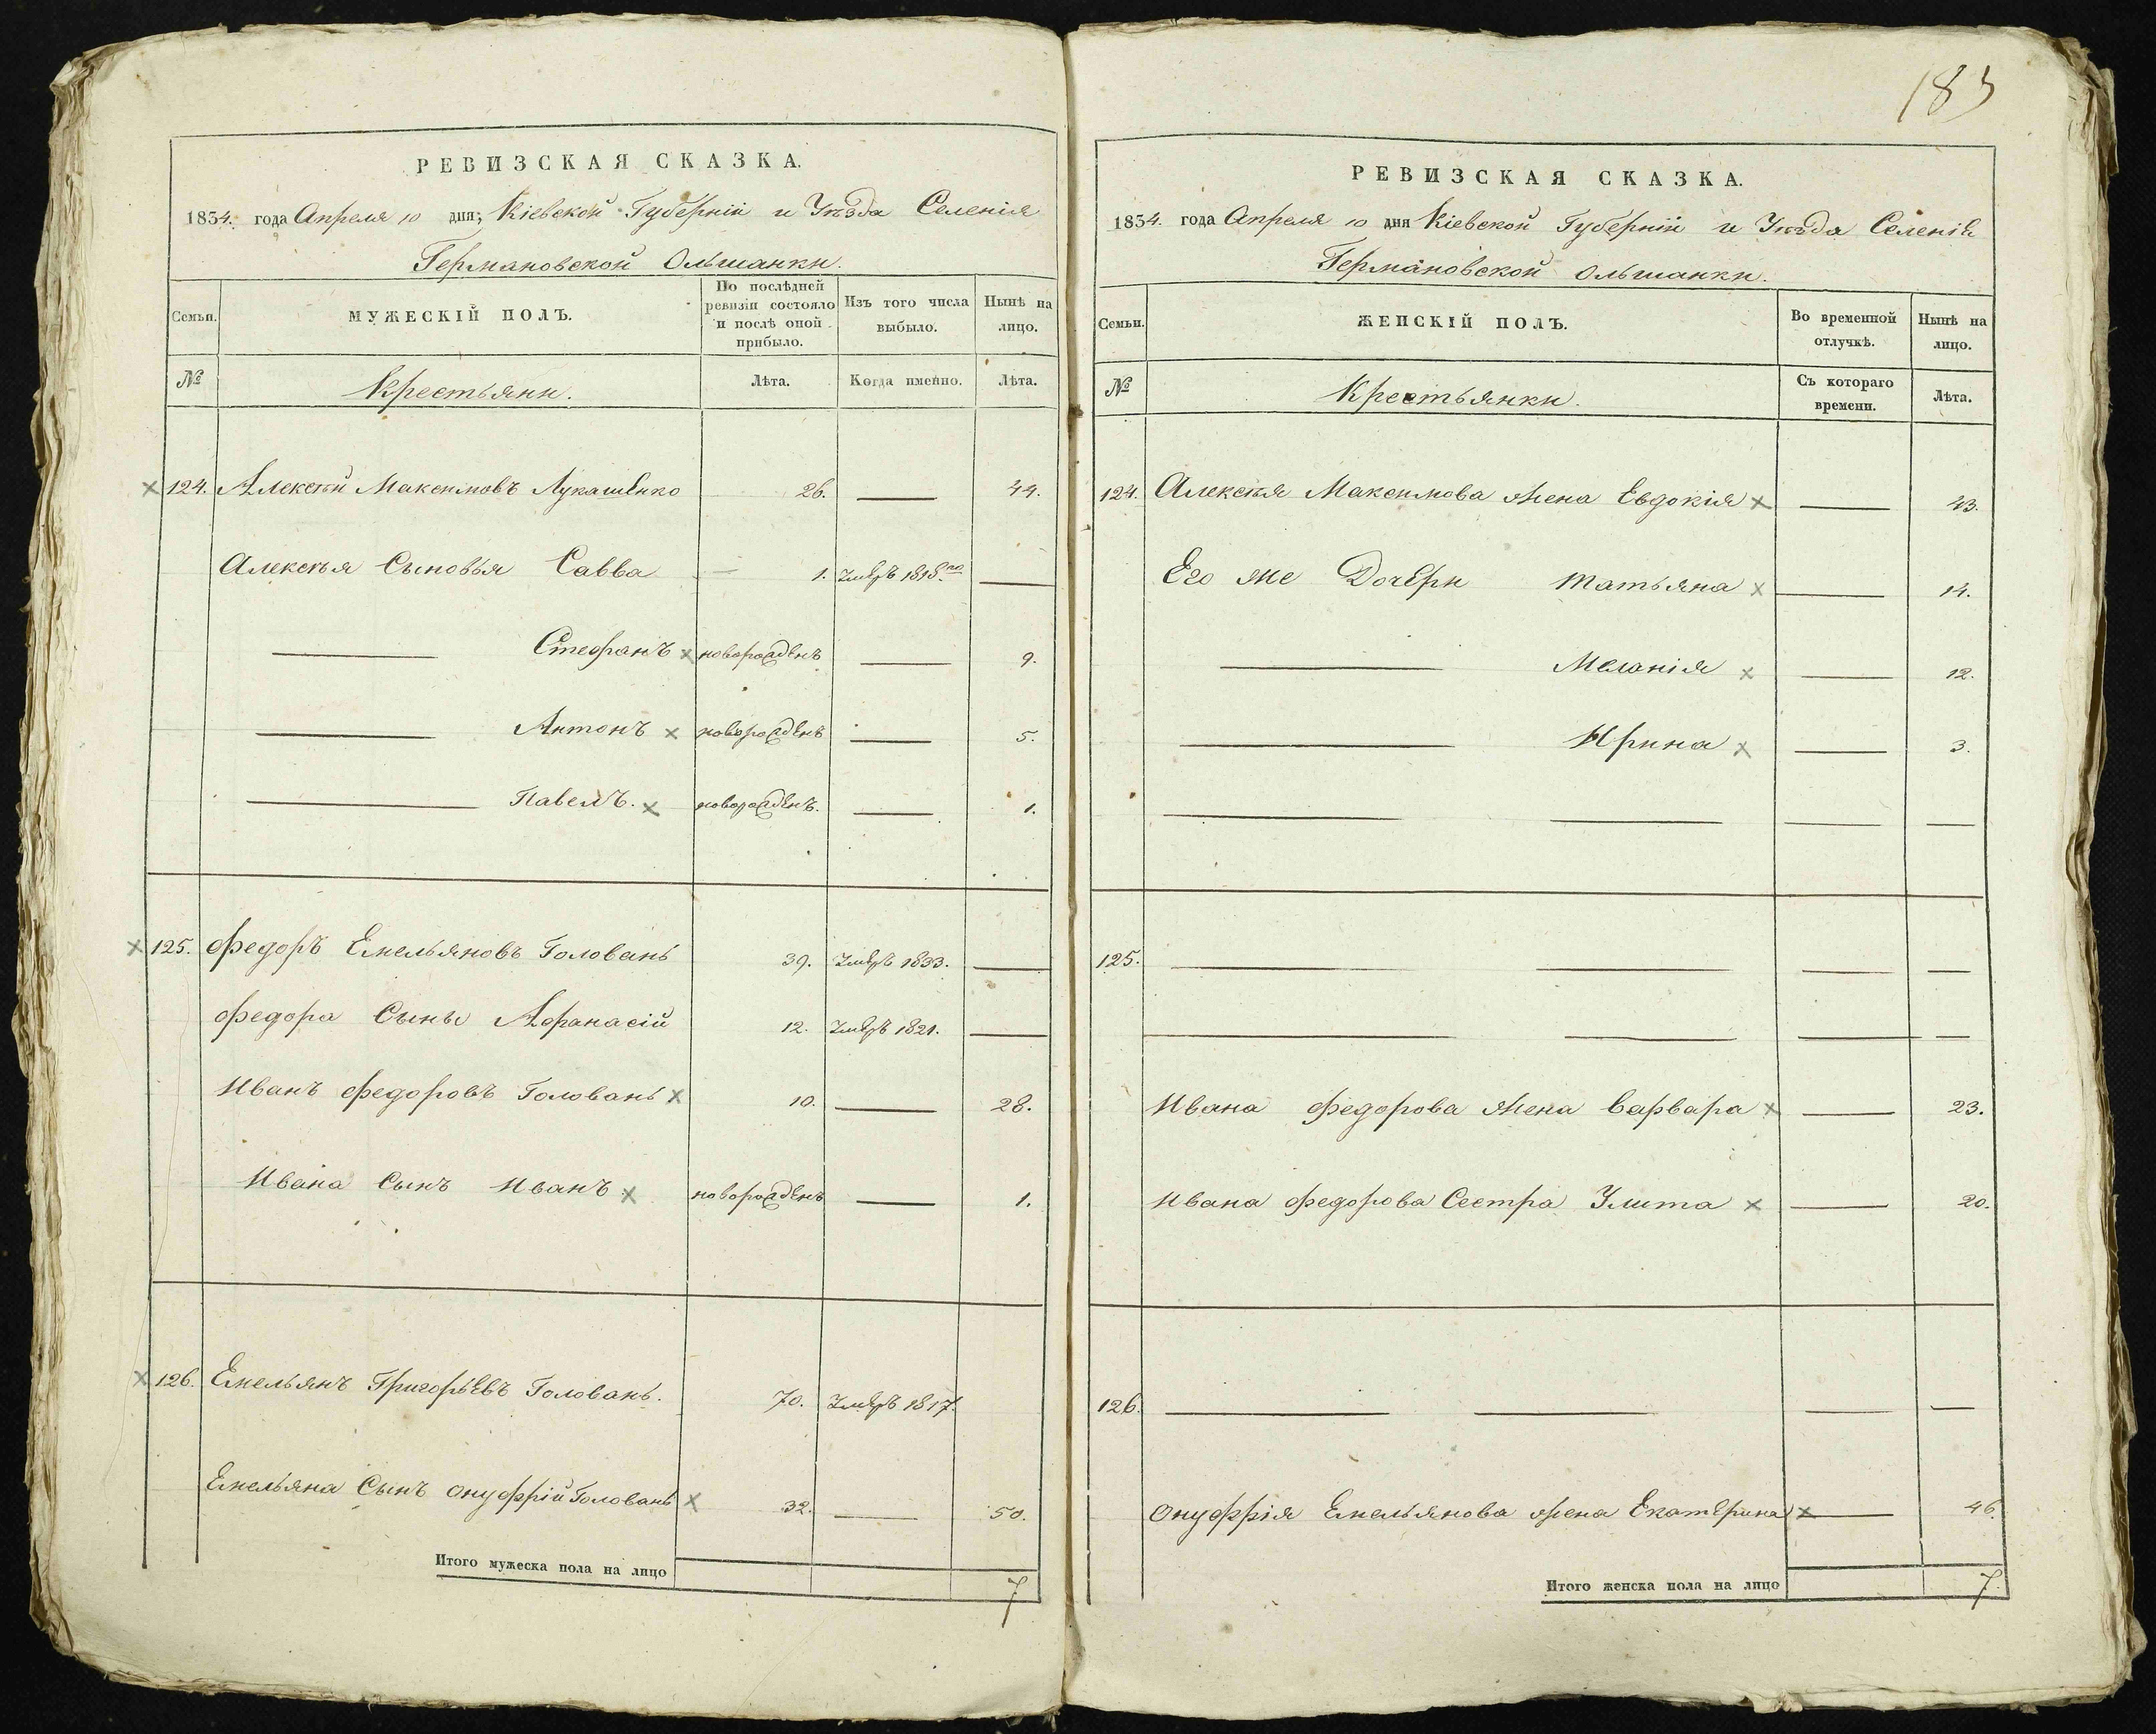 183
РЕВИЗСКАЯ СКАЗКА.
1834. года Апреля 10 дня, Кіевской Губерніи и Уѣзда Селенія
Германовской Ольшанки.
Семьи. МУЖЕСКІЙ ПОЛЪ. По послѣдней ревизіи состояло и послѣ оной прибыло. Изъ того числа выбыло. Нынѣ на лицо.
№ Крестьяни. Лѣта. Когда именно. Лѣта.
124. Алексѣй Максимовъ Лукашенко 26. — 44.
Алексѣя Сыновья Савва 1. Умеръ 1818.го —
— Стефанъ новорожденъ — 9.
— Антонъ новорожденъ — 5.
— Павелъ. новорожденъ. — 1.
125. Федоръ Емельяновъ Головань 39. Умеръ 1833. —
Федора Сыны Афанасій 12. Умеръ 1821. —
Иванъ Федоровъ Головань 10. — 28.
Ивана Сынъ Иванъ новорожденъ — 1.
126. Емельянъ Григорьевъ Головань. 70. Умеръ 1817.
Емельяна Сынъ Онуфрій Головань 32. — 50.
Итого мужеска пола на лицо 7
РЕВИЗСКАЯ СКАЗКА.
1834. года Апреля 10 дня Кіевской Губерніи и Уѣзда Селенія
Германовской Ольшанки.
Семьи. ЖЕНСКІЙ ПОЛЪ. Во временной отлучкѣ. Нынѣ на лицо.
№ Крестьянки. Съ котораго времени. Лѣта.
124. Алексѣя Максимова жена Евдокія — 43.
Его же Дочери Татьяна — 14.
— Меланія — 12.
— Ирина — 3.
— — — —
125. — — — —
— — — —
Ивана Федорова жена Варвара — 23.
Ивана Федорова Сестра Улита — 20.
126. — — — —
Онуфрія Емельянова жена Екатерина — 46.
Итого женска пола на лицо 7.